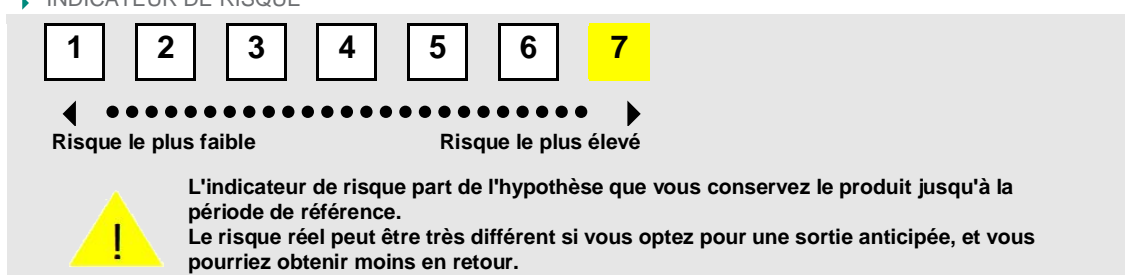 INDICATEUR DE RISQUE
1 2 3 4 5 6 7
Risque le plus faible Risque le plus élevé
L'indicateur de risque part de l'hypothèse que vous conservez le produit jusqu'à la
période de référence.
! Le risque réel peut être très différent si vous optez pour une sortie anticipée, et vous
pourriez obtenir moins en retour.